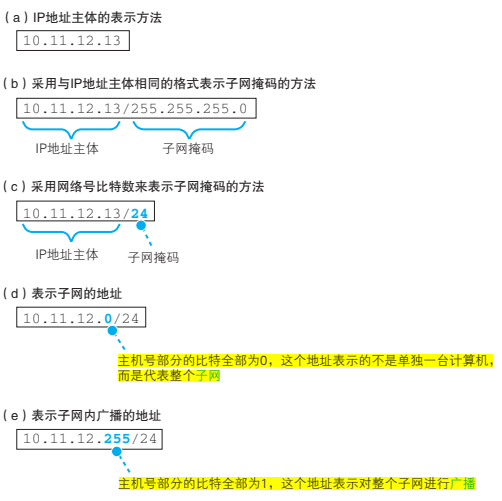 (a)IP地址主体的表示方法
10.11.12.13
(b)采用与IP地址主体相同的格式表示子网掩码的方法
10.11.12.13/255.255.255.0
IP地址主体 子网掩码
(c)采用网络号比特数来表示子网掩码的方法
10.11.12.13/24
IP地址主体 子网掩码
(d)表示子网的地址
10.11.12.0/24
主机号部分的比特全部为0，这个地址表示的不是单独一台计算机，
而是代表整个子网
(e)表示子网内广播的地址
10.11.12.255/24
主机号部分的比特全部为1，这个地址表示对整个子网进行广播